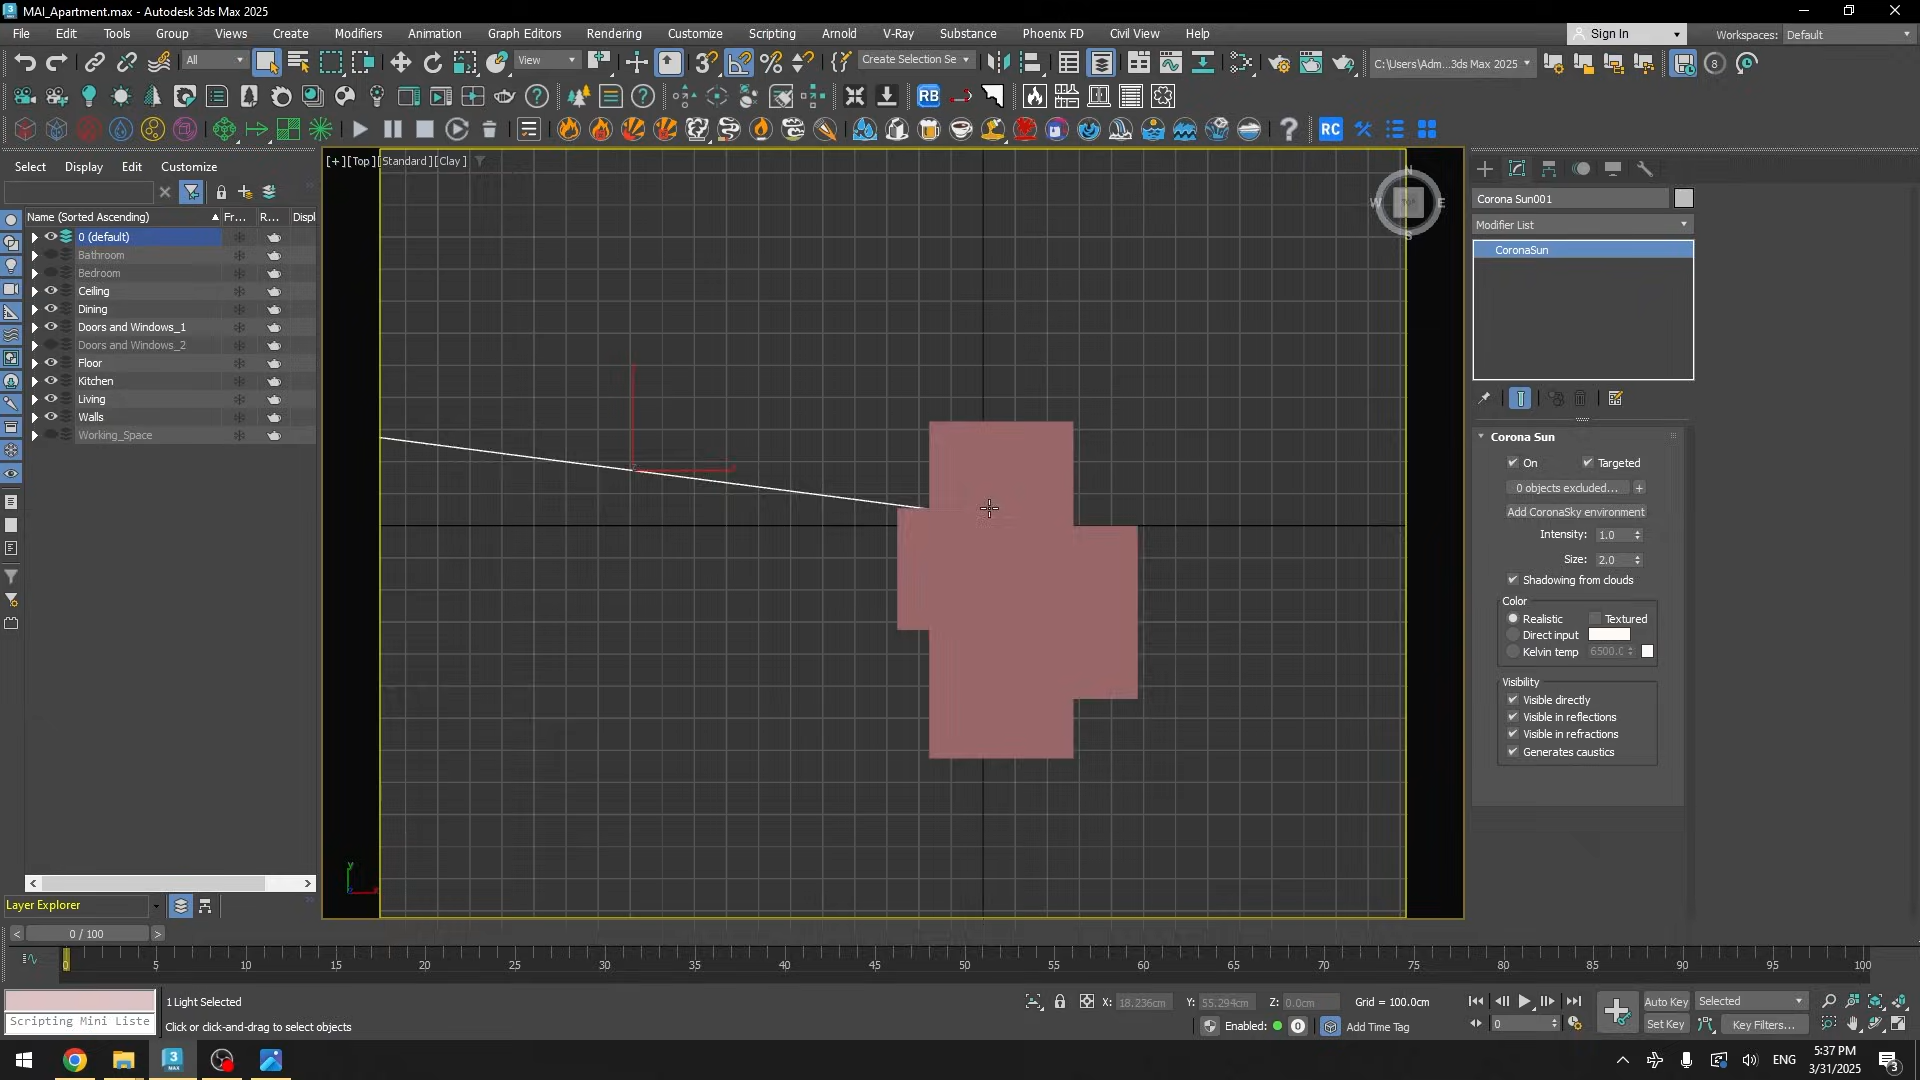 MAI_Apartment.max - Autodesk 3ds Max 2025
File Edit Tools Group Views Create Modifiers Animation Graph Editors Rendering Customize Scripting Arnold V-Ray Substance Phoenix FD Civil View Help Sign In Workspaces: Default
All View Create Selection Se C:\Users\Adm...3ds Max 2025 8
RB
RC
Select Display Edit Customize
[+] [Top] [Standard] [Clay]
N
W TOP E
S
Name (Sorted Ascending) Fr... R... Displ
0 (default)
Bathroom
Bedroom
Ceiling
Dining
Doors and Windows_1
Doors and Windows_2
Floor
Kitchen
Living
Walls
Working_Space
Corona Sun001
Modifier List
CoronaSun
Corona Sun
On Targeted
0 objects excluded... +
Add CoronaSky environment
Intensity: 1.0
Size: 2.0
Shadowing from clouds
Color
Realistic Textured
Direct input
Kelvin temp 6500.0
Visibility
Visible directly
Visible in reflections
Visible in refractions
Generates caustics
y
Layer Explorer
< 0 / 100 >
0 5 10 15 20 25 30 35 40 45 50 55 60 65 70 75 80 85 90 95 100
1 Light Selected X: 18.236cm Y: 55.294cm Z: 0.0cm Grid = 100.0cm Auto Key Selected
Scripting Mini Liste Click or click-and-drag to select objects Enabled: 0 Add Time Tag 0 Set Key Key Filters...
3 MAX ENG 5:37 PM
3/31/2025 3